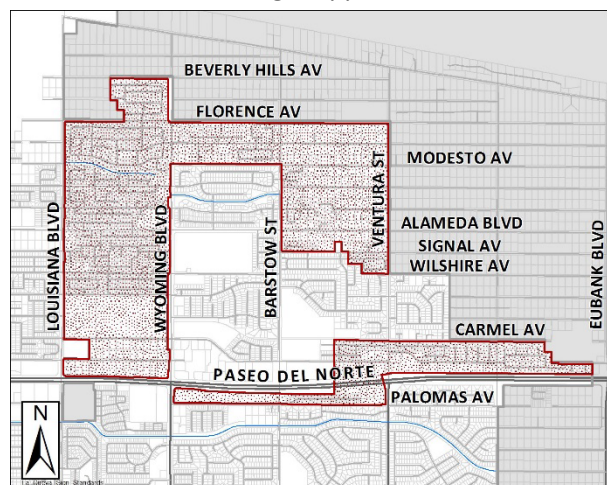 BEVERLY HILLS AV
FLORENCE AV
MODESTO AV
VENTURA ST
ALAMEDA BLVD
SIGNAL AV
WILSHIRE AV
LOUISIANA BLVD
WYOMING BLVD
BARSTOW ST
EUBANK BLVD
CARMEL AV
PASEO DEL NORTE
PALOMAS AV
N